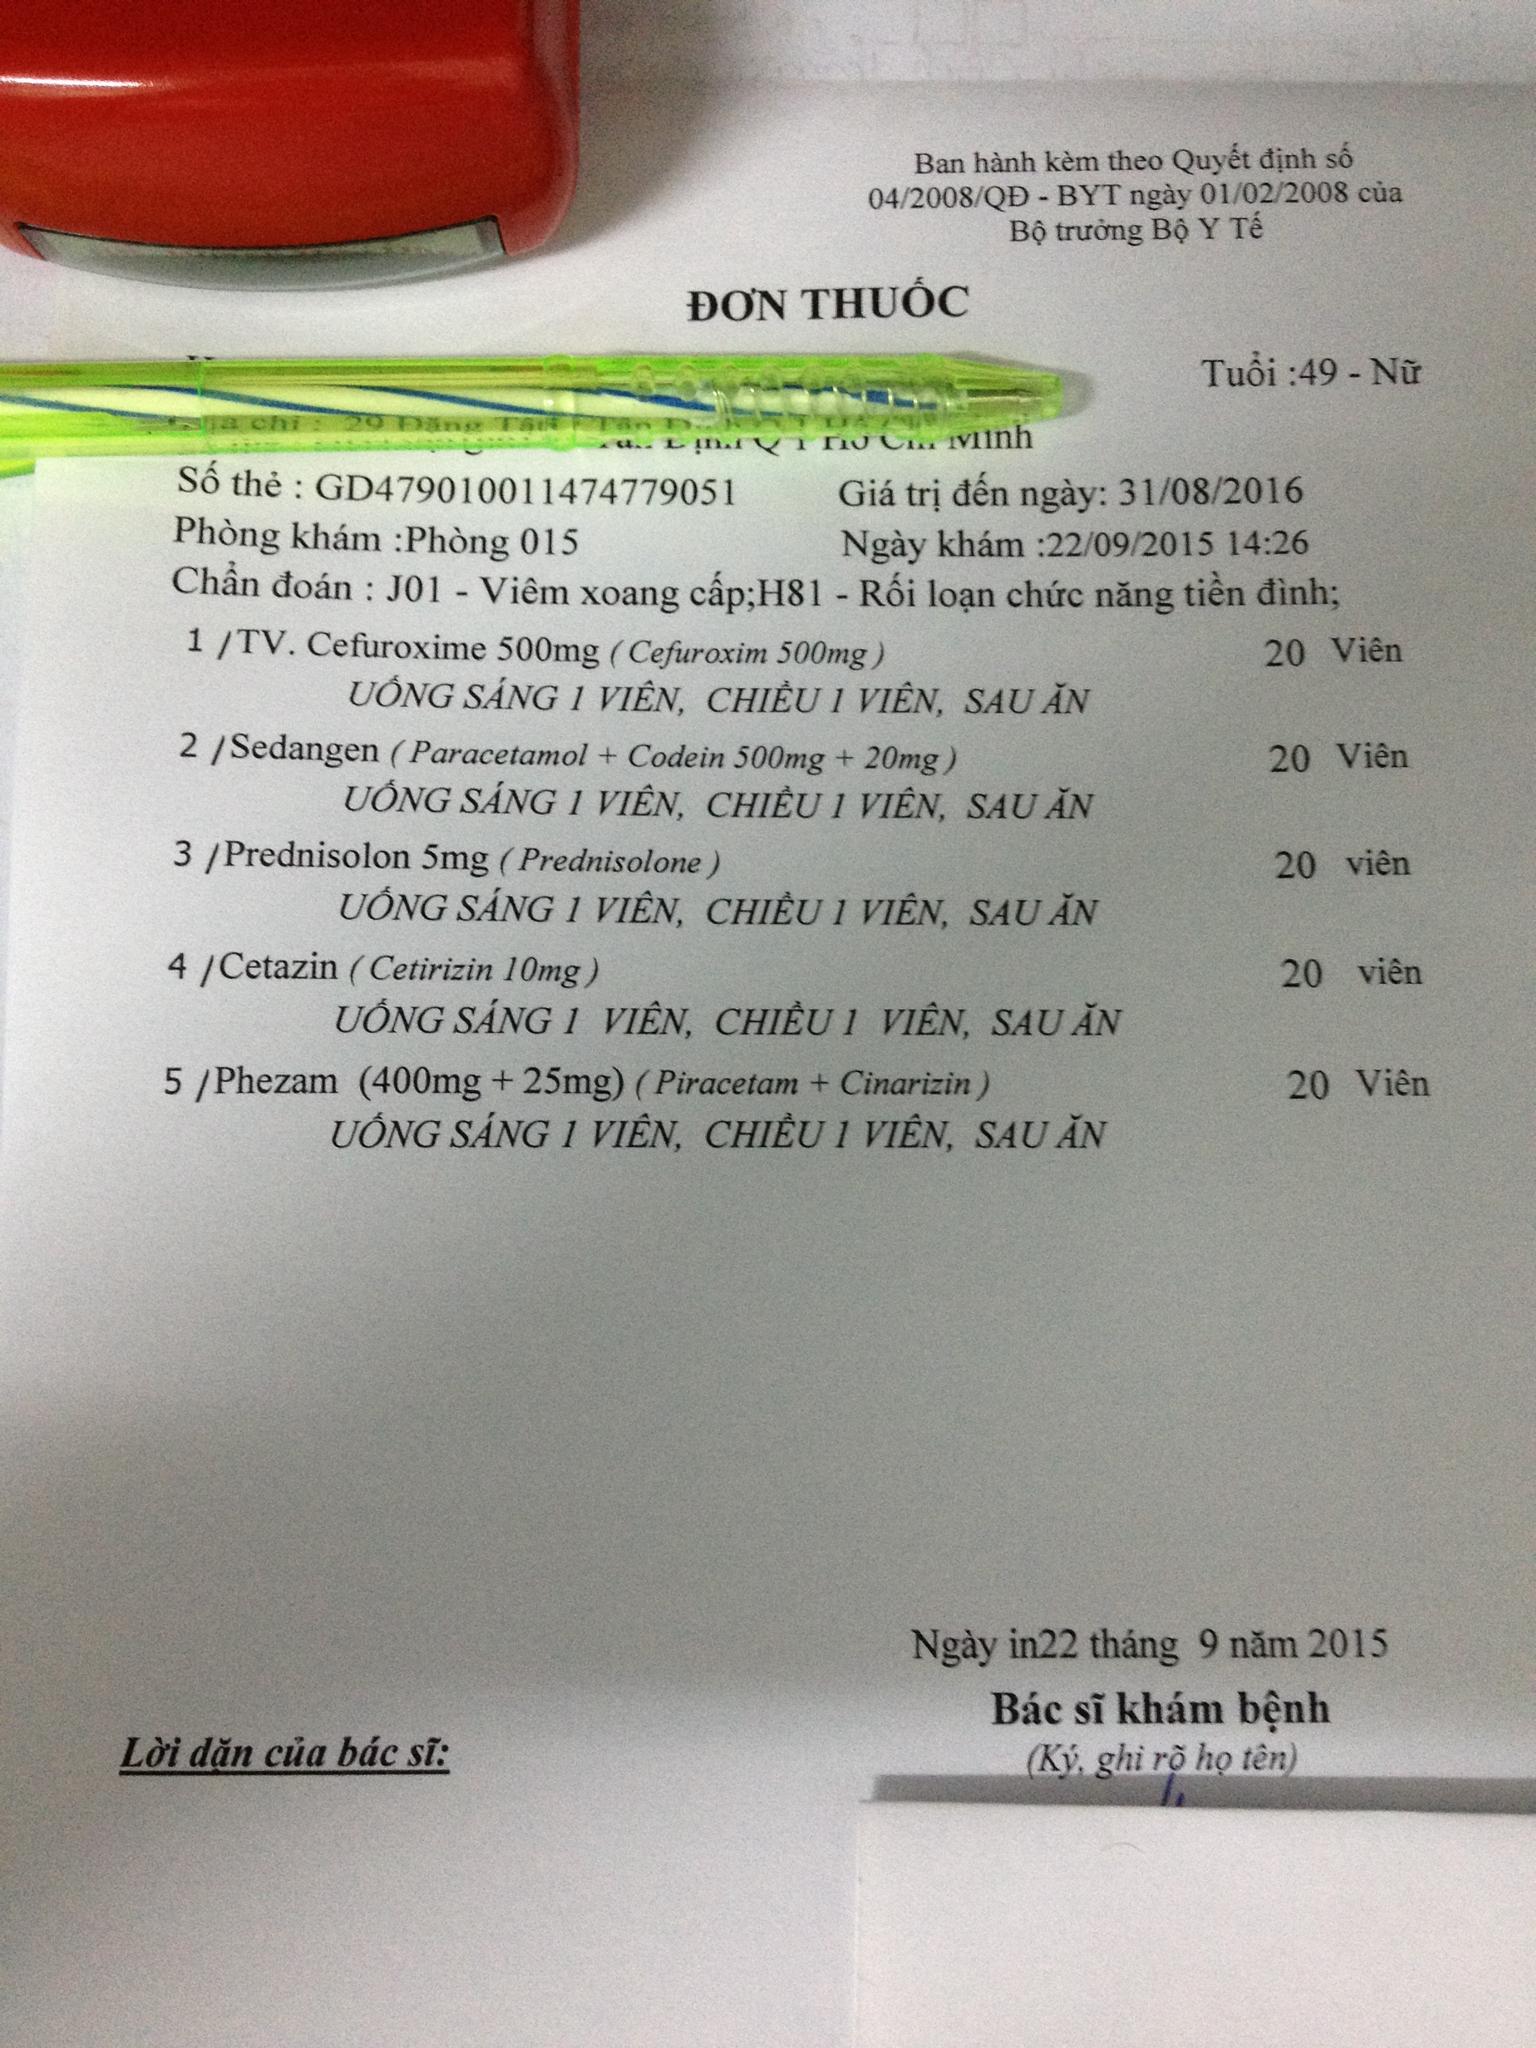 Ban hành kèm theo Quyết định số
04/2008/QĐ - BYT ngày 01/02/2008 của
Bộ trưởng Bộ Y Tế
ĐƠN THUỐC
Tuổi :49 - Nữ
chỉ : 29 Đặng Tân Định Q 1 Hồ Chí Minh
Số thẻ : GD479010011474779051 Giá trị đến ngày: 31/08/2016
Phòng khám :Phòng 015 Ngày khám :22/09/2015 14:26
Chẩn đoán : J01 - Viêm xoang cấp;H81 - Rối loạn chức năng tiền đình;
1 /TV. Cefuroxime 500mg ( Cefuroxim 500mg ) 20 Viên
UỐNG SÁNG 1 VIÊN, CHIỀU 1 VIÊN, SAU ĂN
2 /Sedangen ( Paracetamol + Codein 500mg + 20mg ) 20 Viên
UỐNG SÁNG 1 VIÊN, CHIỀU 1 VIÊN, SAU ĂN
3 /Prednisolon 5mg ( Prednisolone ) 20 viên
UỐNG SÁNG 1 VIÊN, CHIỀU 1 VIÊN, SAU ĂN
4 /Cetazin ( Cetirizin 10mg ) 20 viên
UỐNG SÁNG 1 VIÊN, CHIỀU 1 VIÊN, SAU ĂN
5 /Phezam (400mg + 25mg) ( Piracetam + Cinarizin ) 20 Viên
UỐNG SÁNG 1 VIÊN, CHIỀU 1 VIÊN, SAU ĂN
Ngày in22 tháng 9 năm 2015
Bác sĩ khám bệnh
(Ký, ghi rõ họ tên)
Lời dặn của bác sĩ: